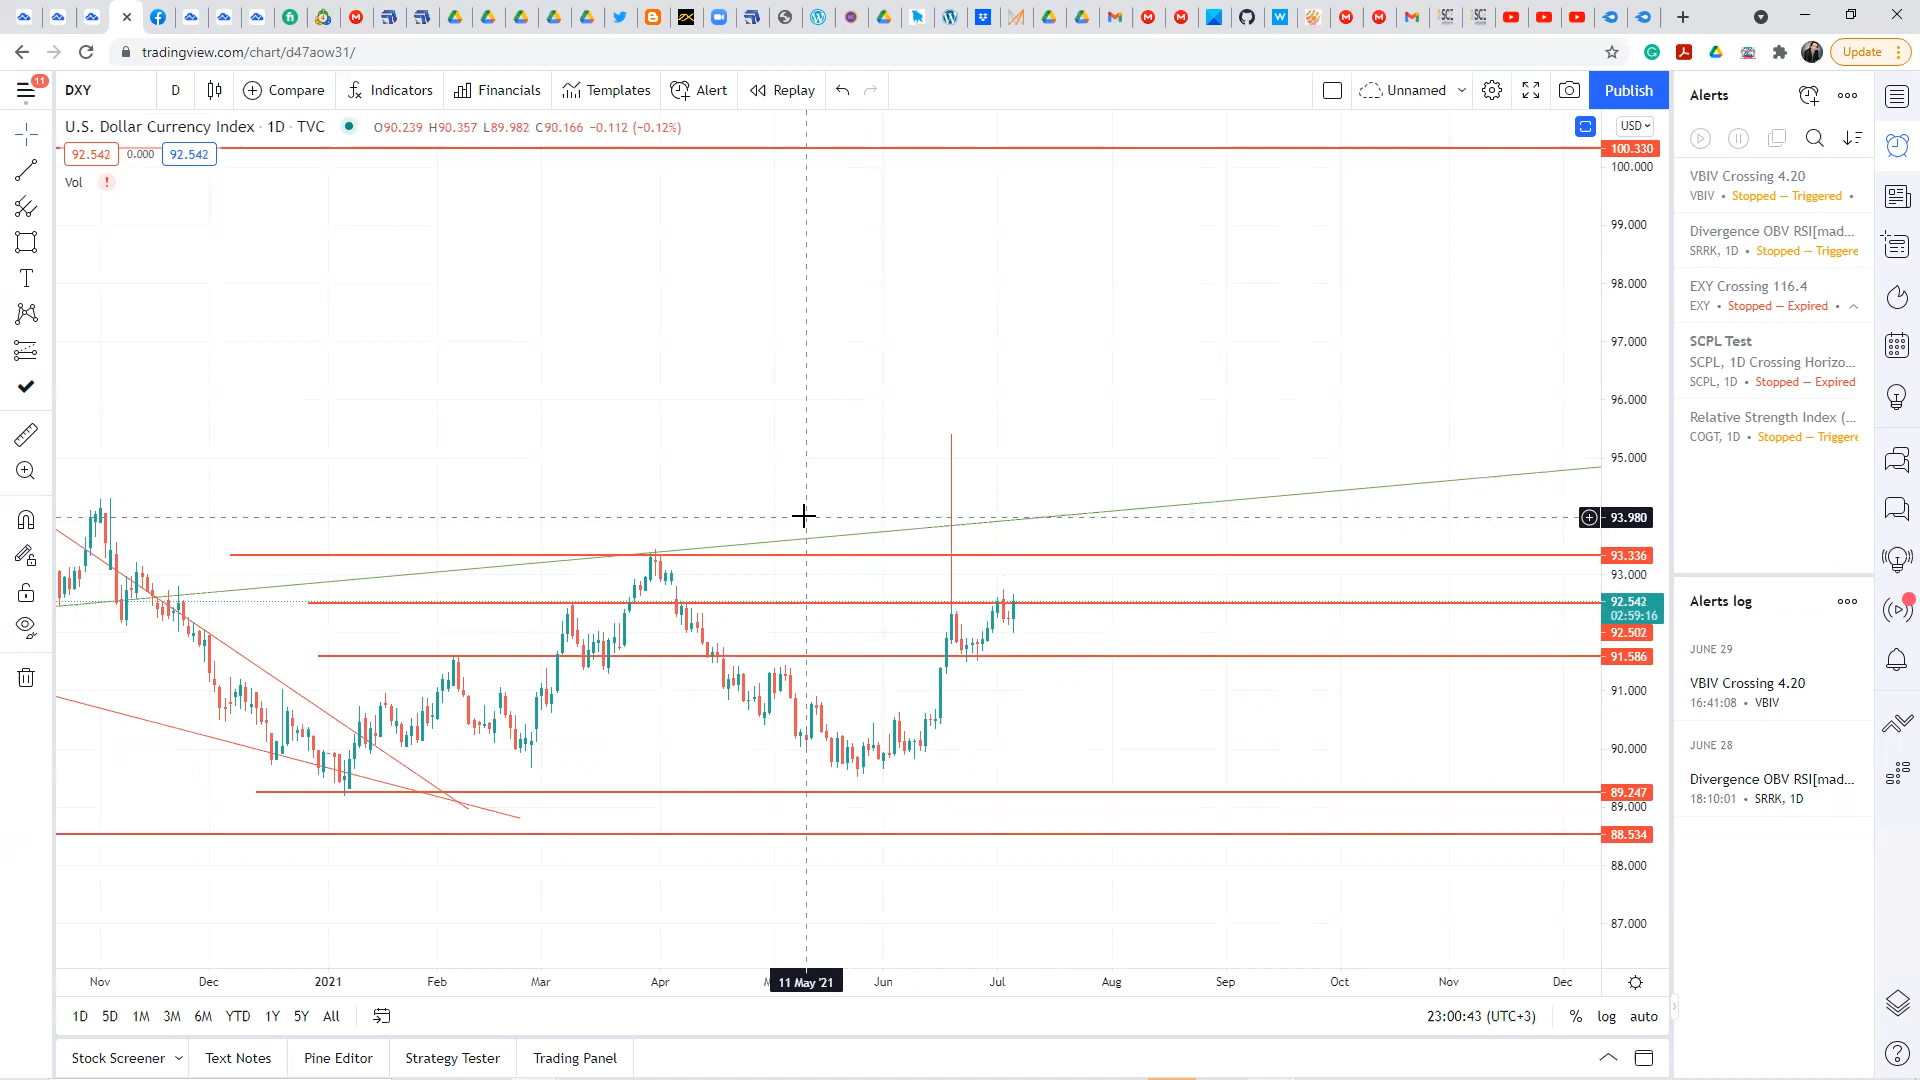 tradingview.com/chart/d47aow31/
Update
11
DXY
D
Compare
Indicators
Financials
Templates
Alert
Replay
Unnamed
Publish
U.S. Dollar Currency Index · 1D · TVC
O90.239 H90.357 L89.982 C90.166 −0.112 (−0.12%)
92.542 0.000 92.542
Vol !
USD
100.330
100.000
99.000
98.000
97.000
96.000
95.000
93.980
93.336
93.000
92.542
02:59:16
92.502
91.586
91.000
90.000
89.247
89.000
88.534
88.000
87.000
Nov Dec 2021 Feb Mar Apr 11 May '21 Jun Jul Aug Sep Oct Nov Dec
1D 5D 1M 3M 6M YTD 1Y 5Y All
23:00:43 (UTC+3) % log auto
Stock Screener Text Notes Pine Editor Strategy Tester Trading Panel
Alerts
VBIV Crossing 4.20
VBIV • Stopped — Triggered •
Divergence OBV RSI[mad...
SRRK, 1D • Stopped — Triggere
EXY Crossing 116.4
EXY • Stopped — Expired •
SCPL Test
SCPL, 1D Crossing Horizo...
SCPL, 1D • Stopped — Expired
Relative Strength Index (...
COGT, 1D • Stopped — Triggere
Alerts log
JUNE 29
VBIV Crossing 4.20
16:41:08 • VBIV
JUNE 28
Divergence OBV RSI[mad...
18:10:01 • SRRK, 1D